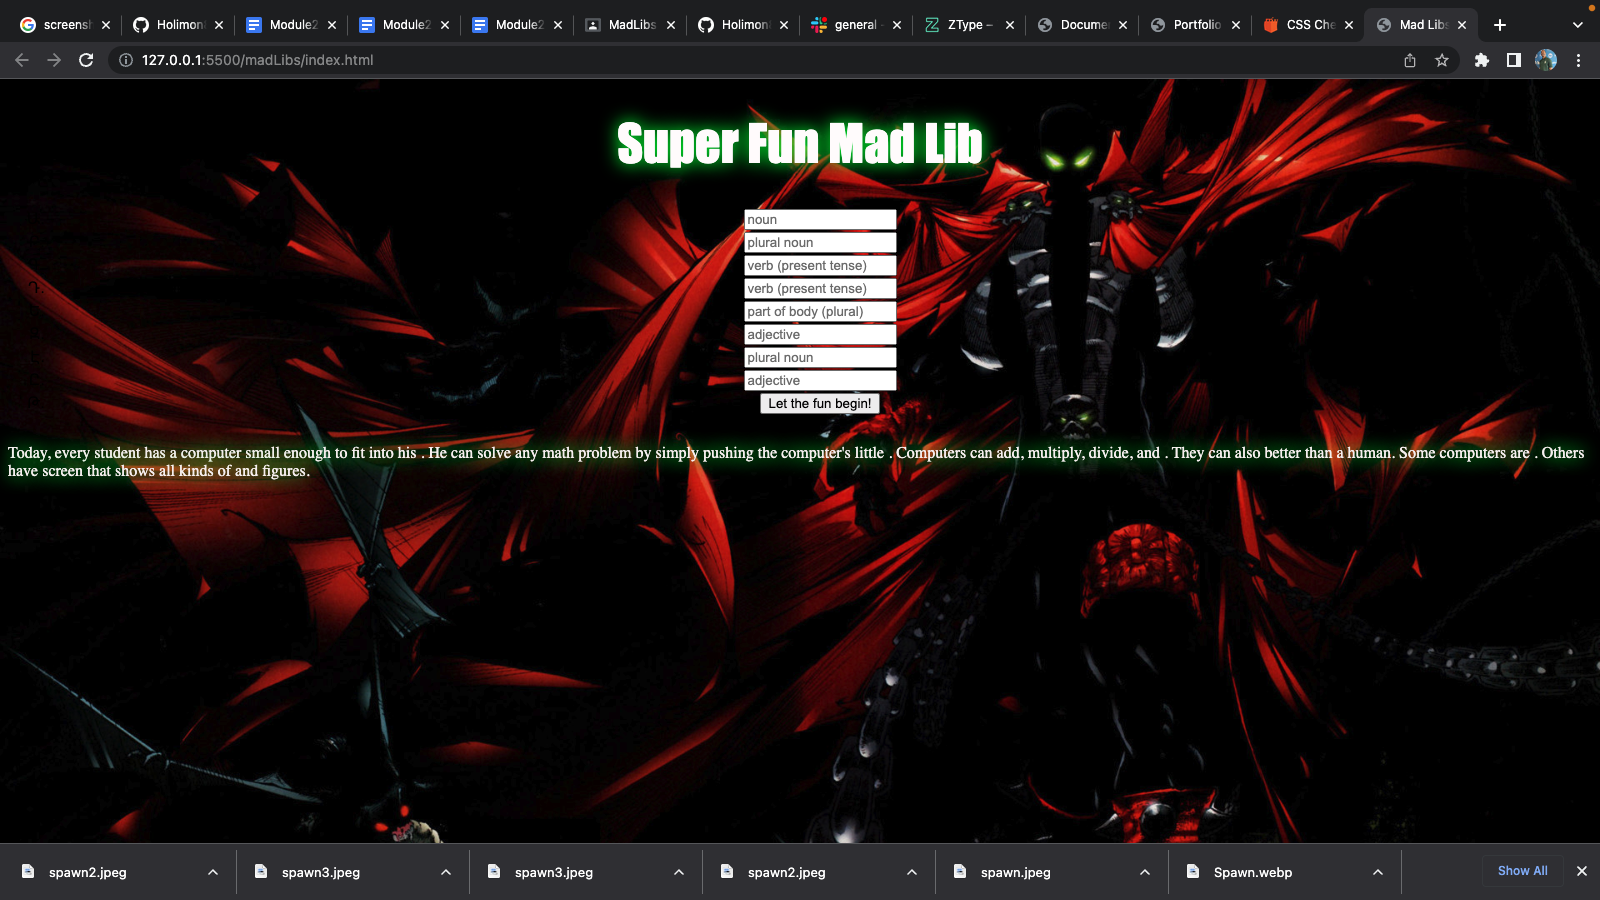 screensh
Holimon
Module2
Module2
Module2
MadLibs
Holimon
general -
ZType –
Docume
Portfolio
CSS Che
Mad Libs
127.0.0.1:5500/madLibs/index.html
Super Fun Mad Lib
noun
plural noun
verb (present tense)
verb (present tense)
part of body (plural)
adjective
plural noun
adjective
Let the fun begin!
Today, every student has a computer small enough to fit into his . He can solve any math problem by simply pushing the computer's little . Computers can add, multiply, divide, and . They can also better than a human. Some computers are . Others
have screen that shows all kinds of and figures.
spawn2.jpeg
spawn3.jpeg
spawn3.jpeg
spawn2.jpeg
spawn.jpeg
Spawn.webp
Show All